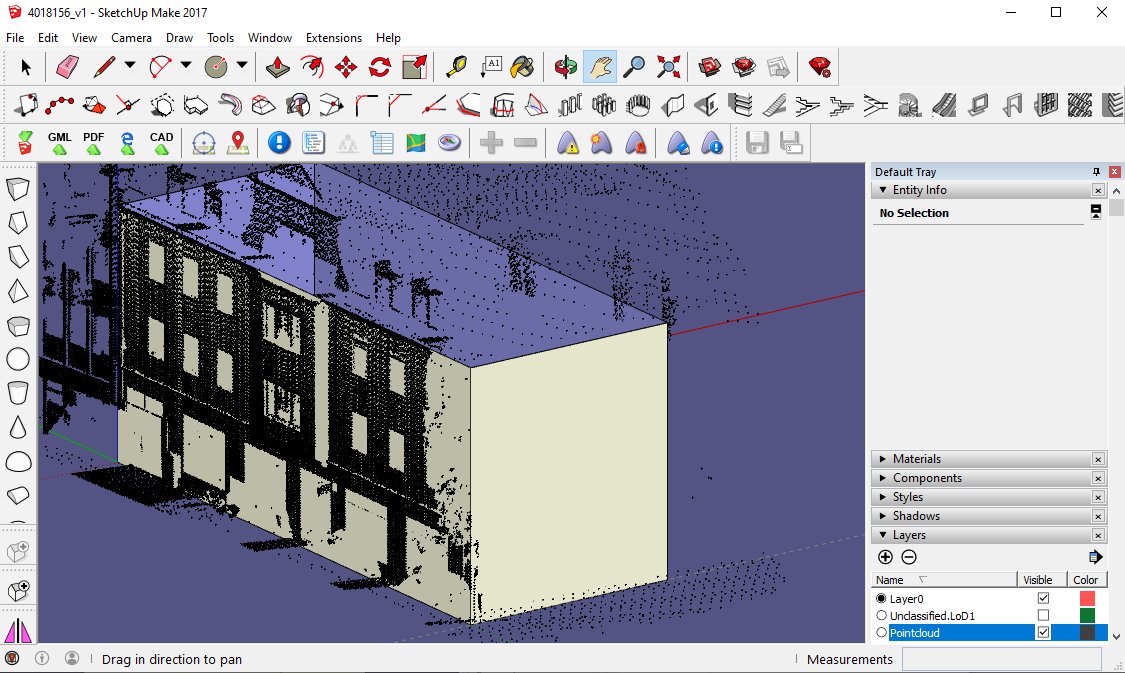 4018156_v1 - SketchUp Make 2017
File Edit View Camera Draw Tools Window Extensions Help
A1
GML PDF CAD
Default Tray
Entity Info
No Selection
Materials
Components
Styles
Shadows
Layers
Name Visible Color
Layer0
Unclassified.LoD1
Pointcloud
Drag in direction to pan
Measurements